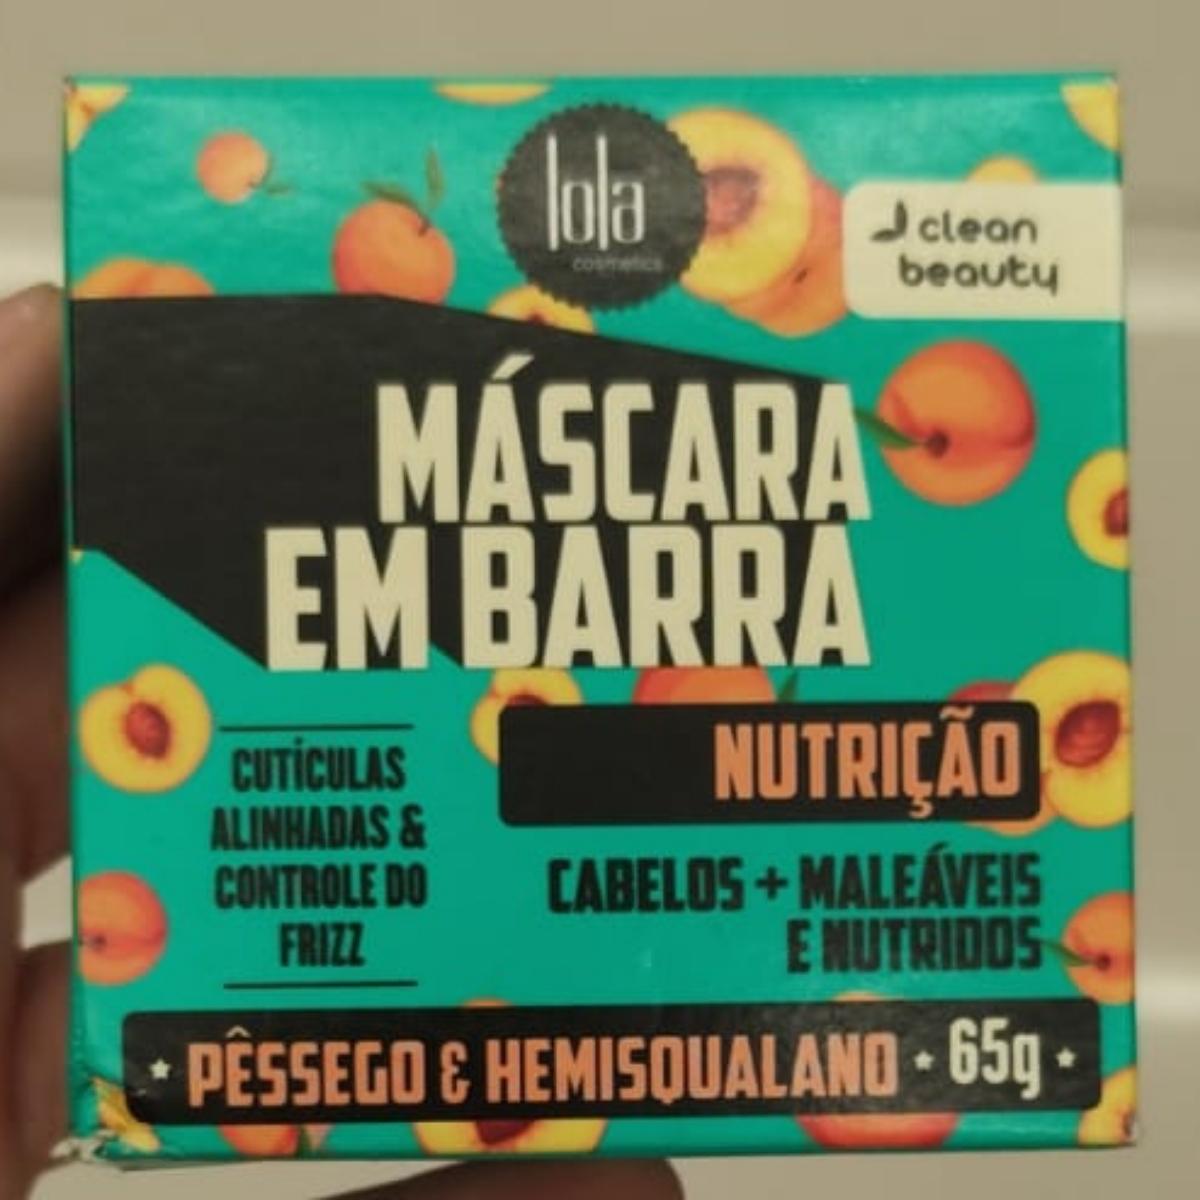 lola
cosmetics
clean
beauty
MÁSCARA
EM BARRA
NUTRIÇÃO
CUTÍCULAS
ALINHADAS &
CONTROLE DO
FRIZZ
CABELOS + MALEÁVEIS
E NUTRIDOS
PÊSSEGO & HEMISQUALANO 65g